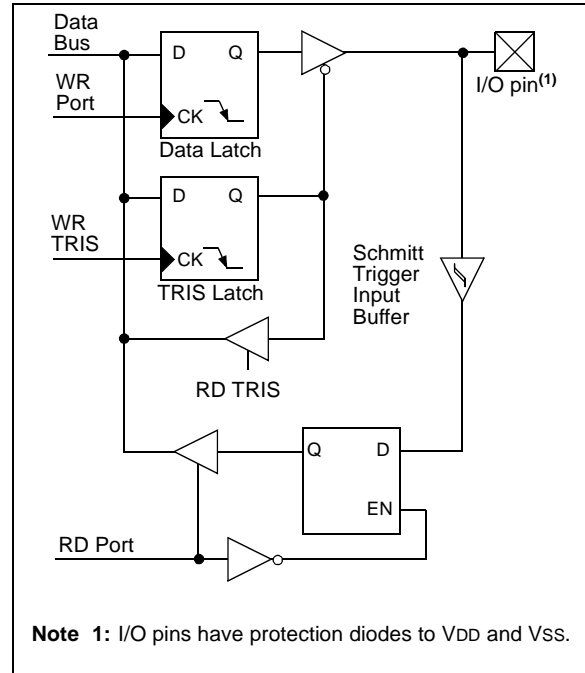 Data
Bus
D Q
WR
Port
CK
Data Latch
I/O pin(1)
D Q
WR
TRIS
CK
TRIS Latch
Schmitt
Trigger
Input
Buffer
RD TRIS
Q D
EN
RD Port
Note 1: I/O pins have protection diodes to VDD and VSS.